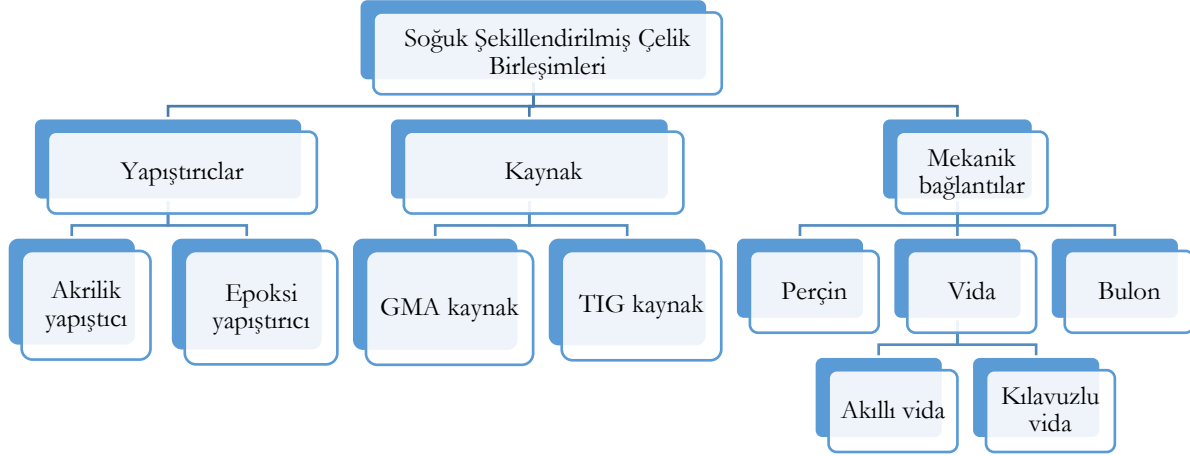 Soğuk Şekillendirilmiş Çelik
Birleşimleri
Yapıştırıclar
Kaynak
Mekanik
bağlantılar
Akrilik
yapıştıcı
Epoksi
yapıştırıcı
GMA kaynak
TIG kaynak
Perçin
Vida
Bulon
Akıllı vida
Kılavuzlu
vida